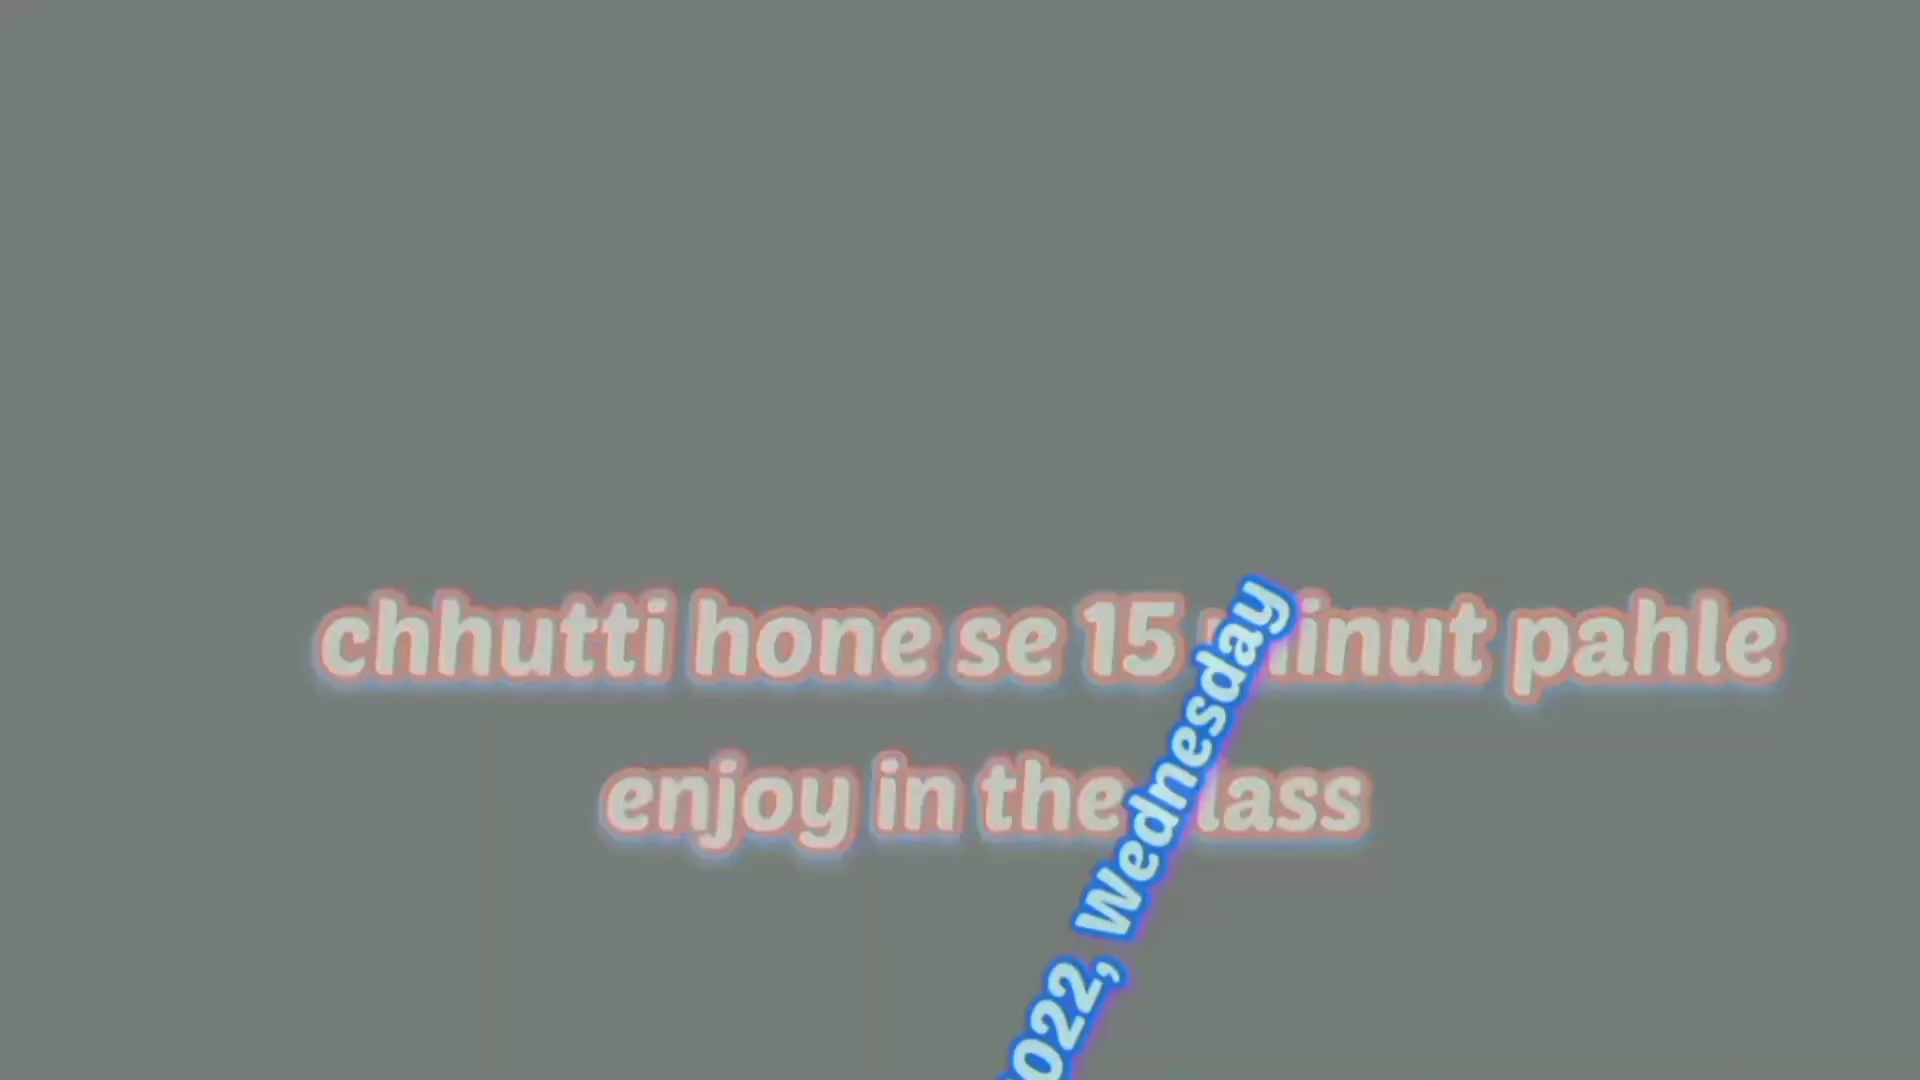 chhutti hone se 15 minut pahle
enjoy in the class
022, Wednesday